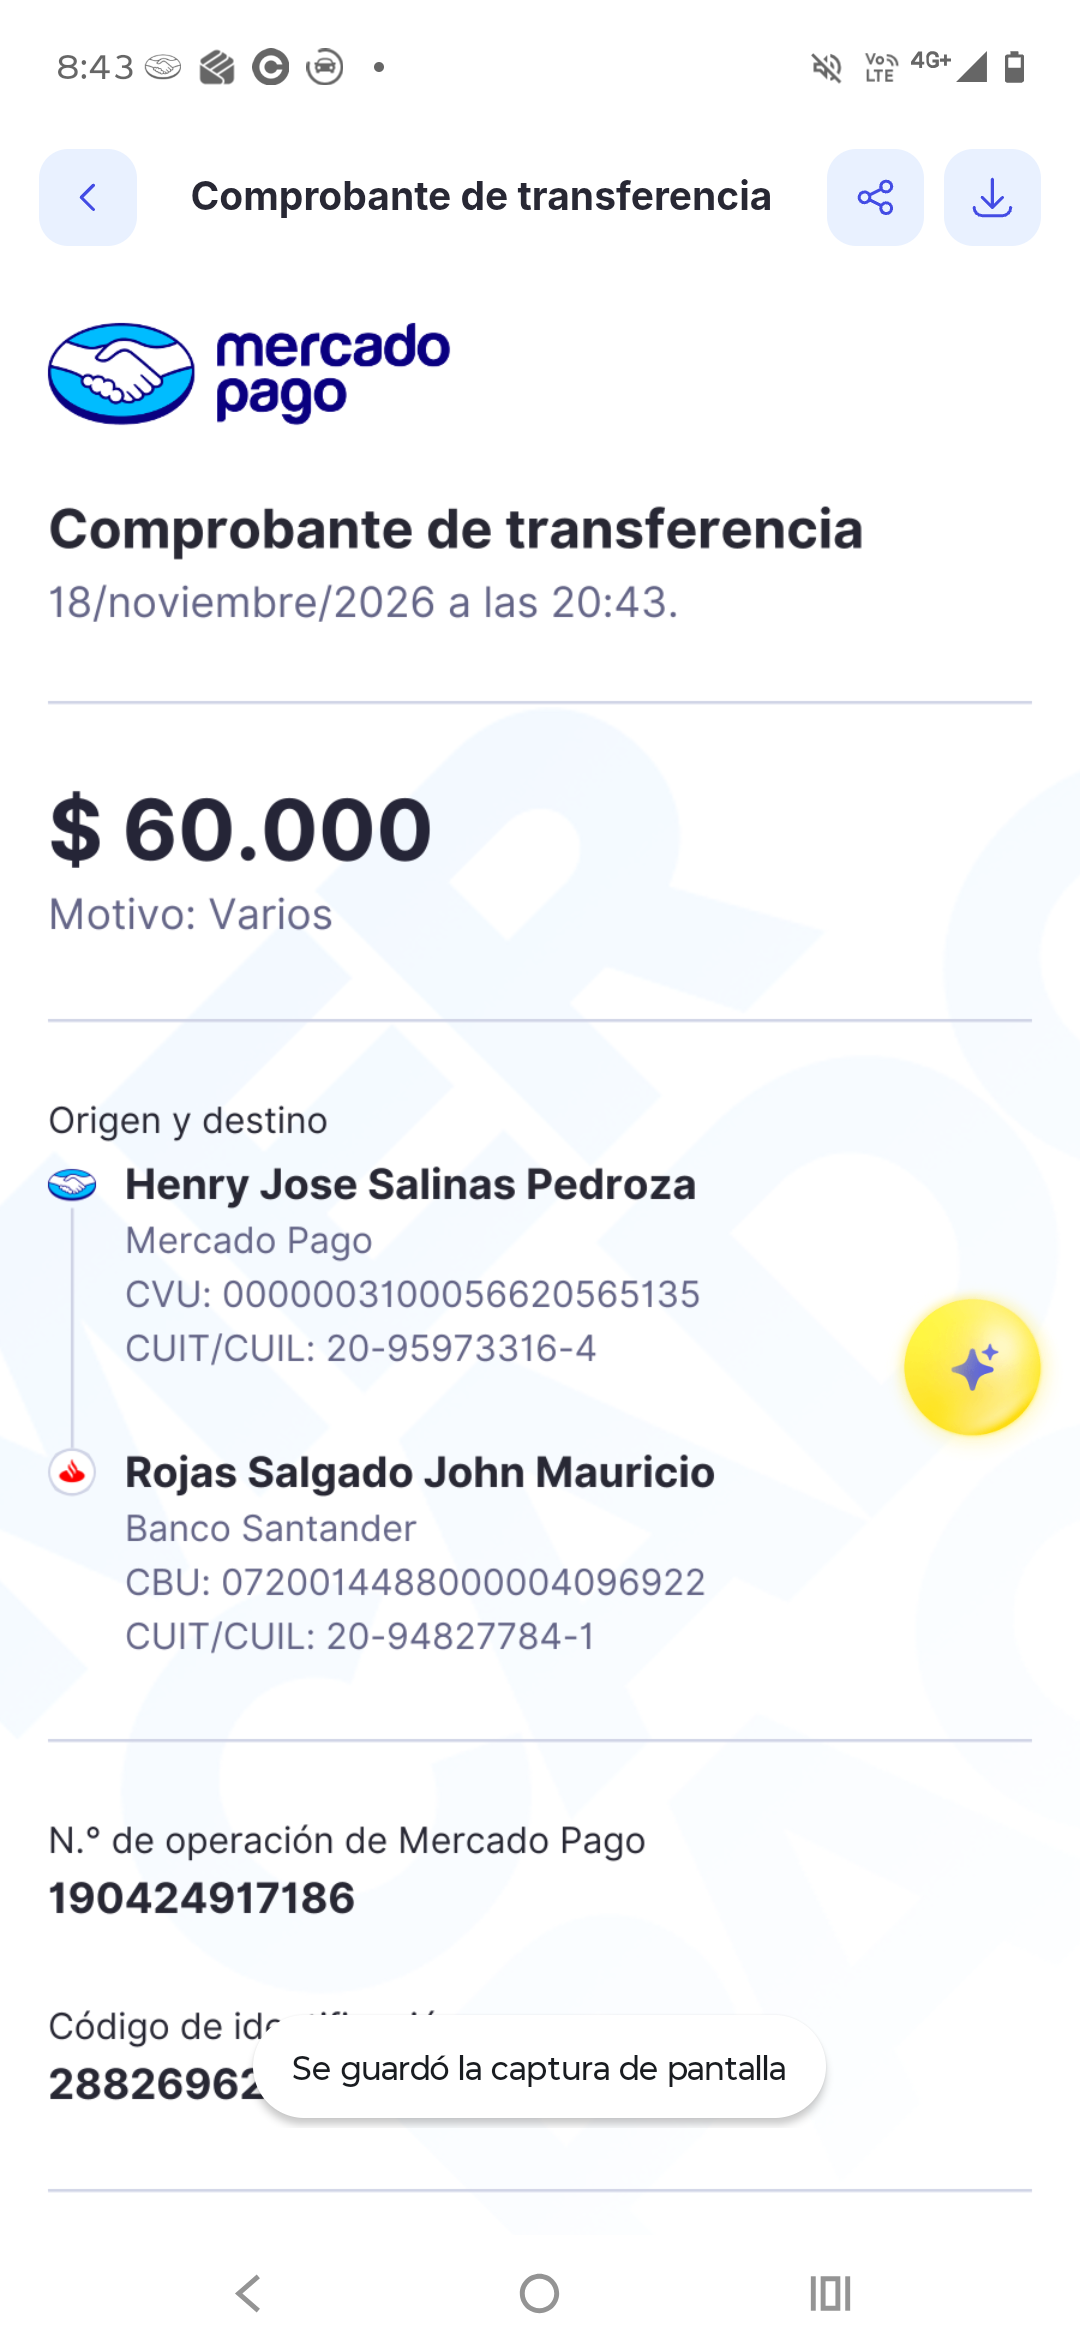 8:43
Vo LTE 4G+
Comprobante de transferencia
mercado
pago
Comprobante de transferencia
18/noviembre/2026 a las 20:43.
$ 60.000
Motivo: Varios
Origen y destino
Henry Jose Salinas Pedroza
Mercado Pago
CVU: 0000003100056620565135
CUIT/CUIL: 20-95973316-4
Rojas Salgado John Mauricio
Banco Santander
CBU: 0720014488000004096922
CUIT/CUIL: 20-94827784-1
N.° de operación de Mercado Pago
190424917186
Código de
2882696
Se guardó la captura de pantalla